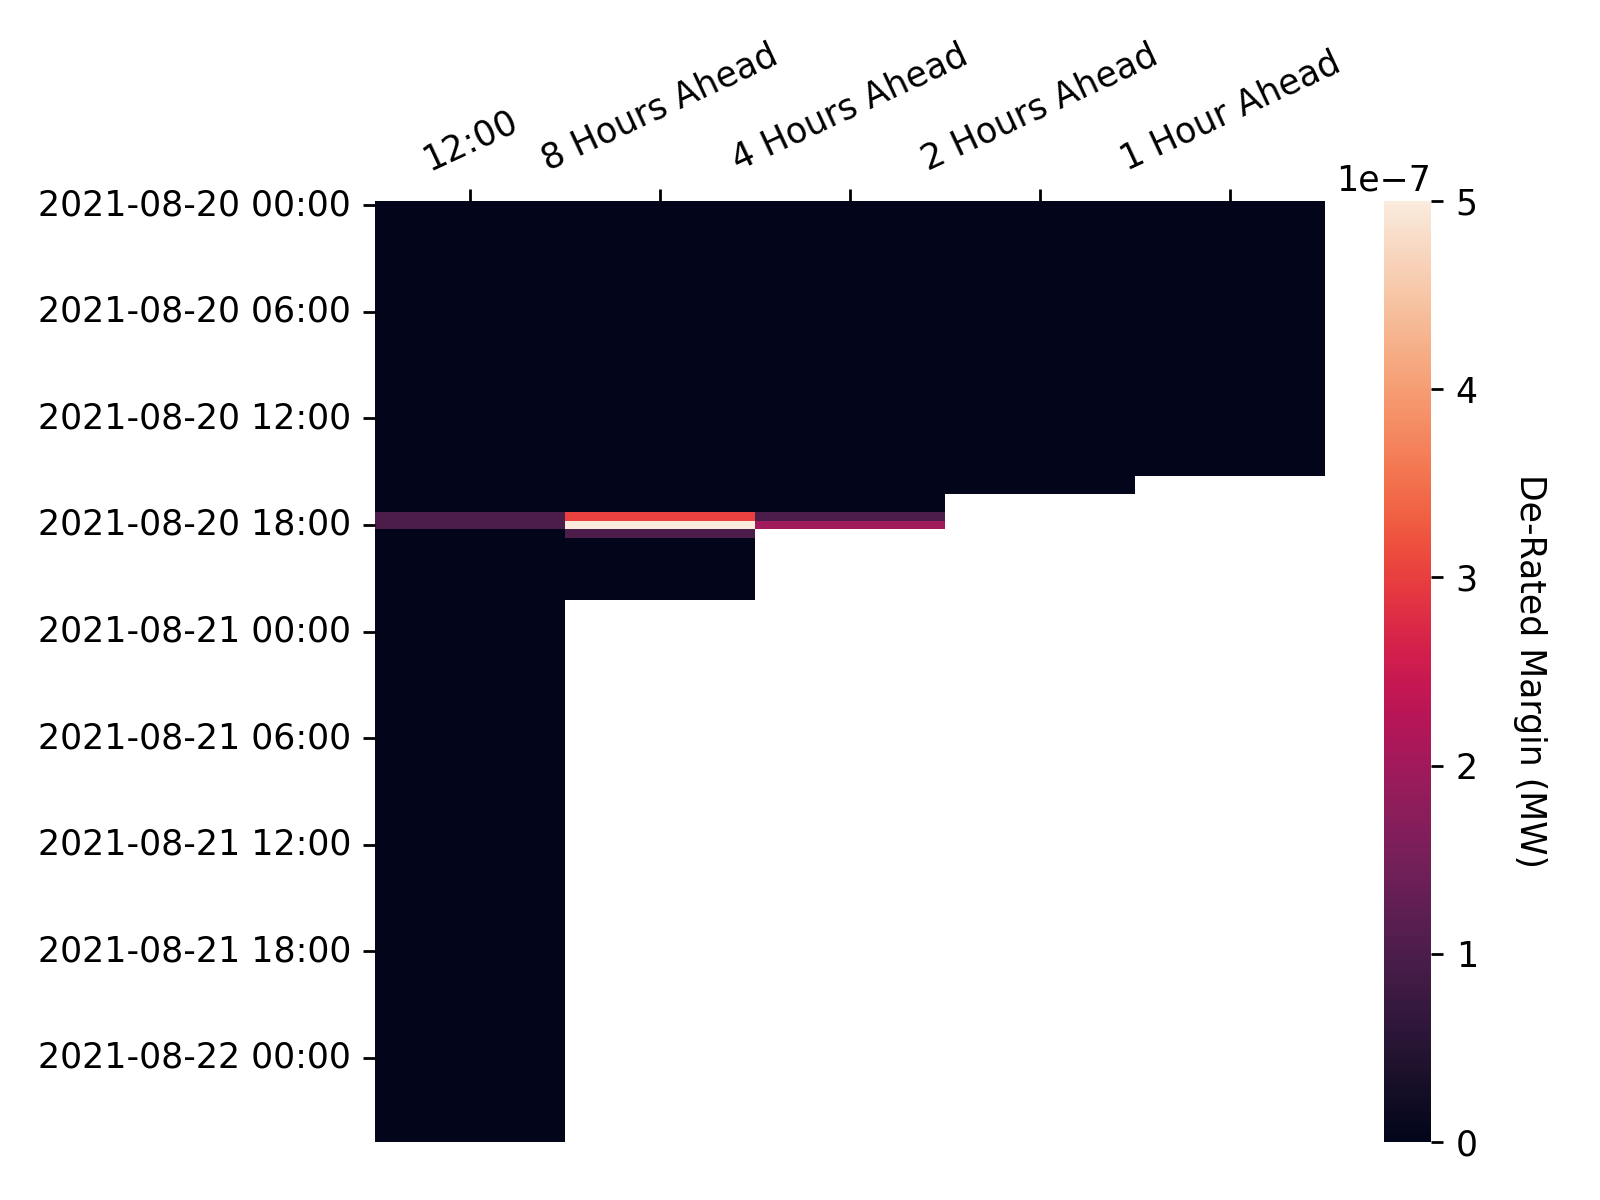 12:00
8 Hours Ahead
4 Hours Ahead
2 Hours Ahead
1 Hour Ahead
1e−7
2021-08-20 00:00
2021-08-20 06:00
2021-08-20 12:00
2021-08-20 18:00
2021-08-21 00:00
2021-08-21 06:00
2021-08-21 12:00
2021-08-21 18:00
2021-08-22 00:00
5
4
3
2
1
0
De-Rated Margin (MW)